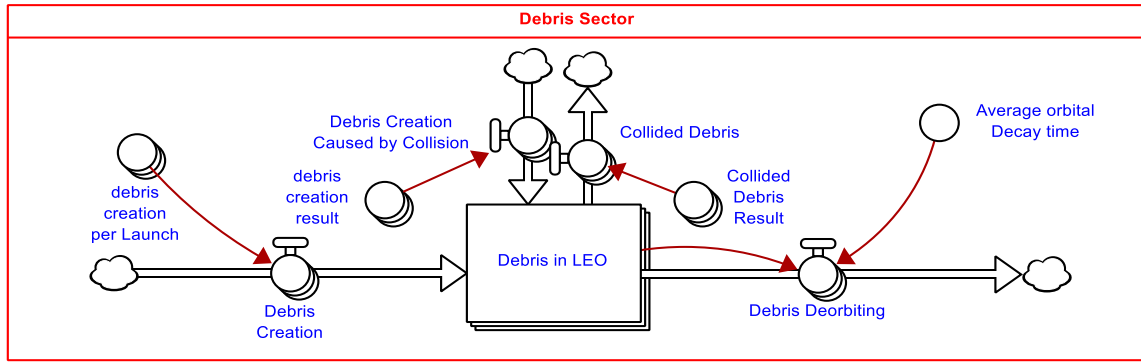 Debris Sector
Debris Creation
Caused by Collision
Collided Debris
Average orbital
Decay time
debris
creation
per Launch
debris
creation
result
Collided
Debris
Result
Debris in LEO
Debris
Creation
Debris Deorbiting